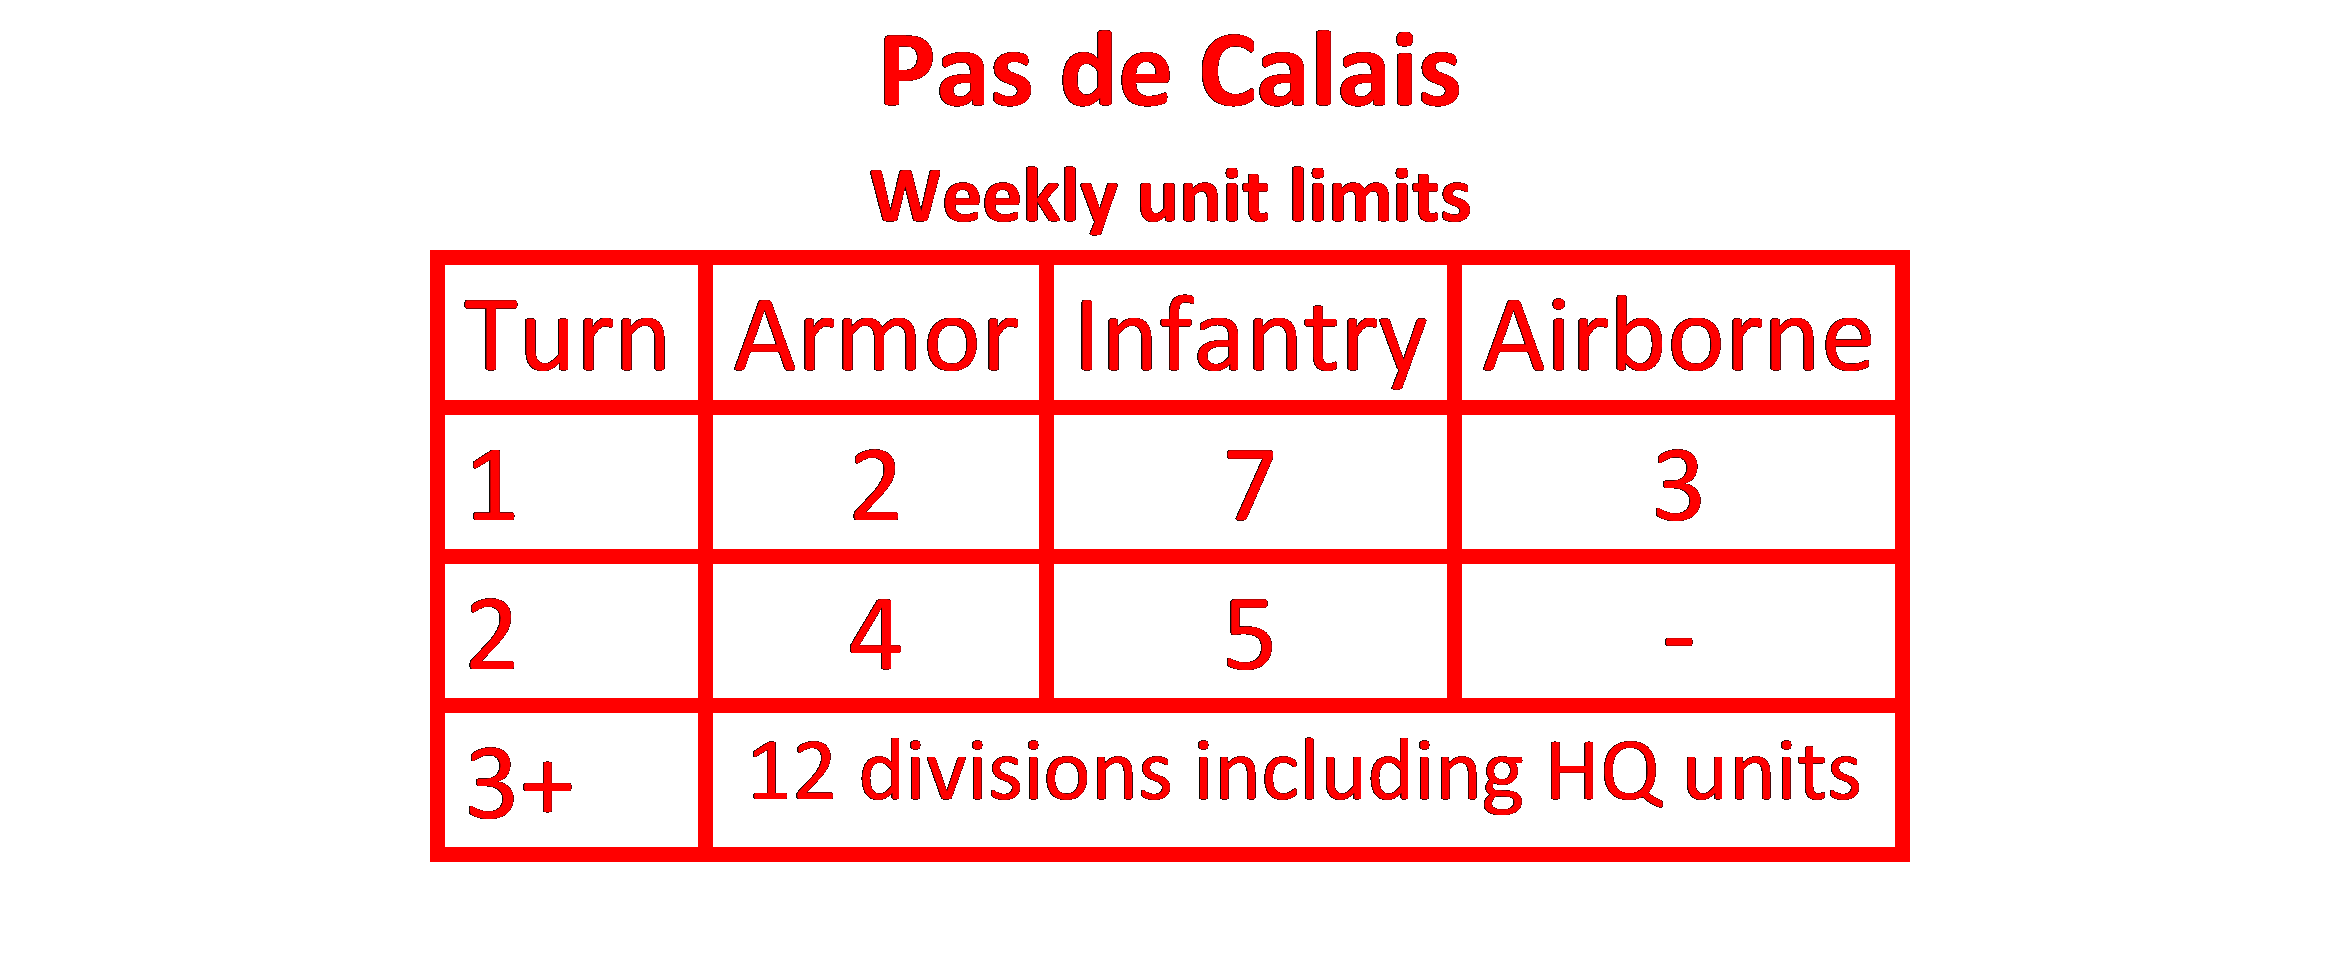 Pas de Calais
Weekly unit limits
Turn Armor Infantry Airborne
1 2 7 3
2 4 5 -
3+ 12 divisions including HQ units